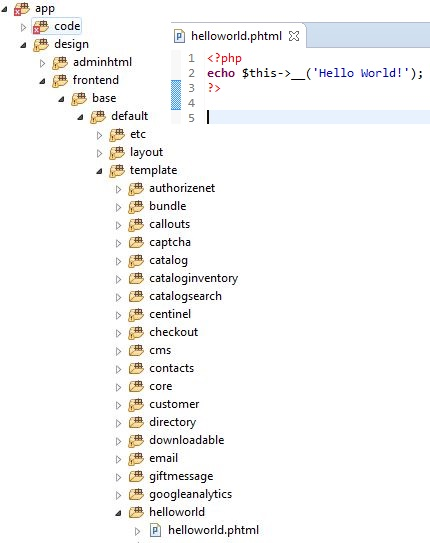 app
code
design
adminhtml
frontend
base
default
etc
layout
template
authorizenet
bundle
callouts
captcha
catalog
cataloginventory
catalogsearch
centinel
checkout
cms
contacts
core
customer
directory
downloadable
email
giftmessage
googleanalytics
helloworld
helloworld.phtml
helloworld.phtml
1 <?php
2 echo $this->__('Hello World!');
3 ?>
4
5